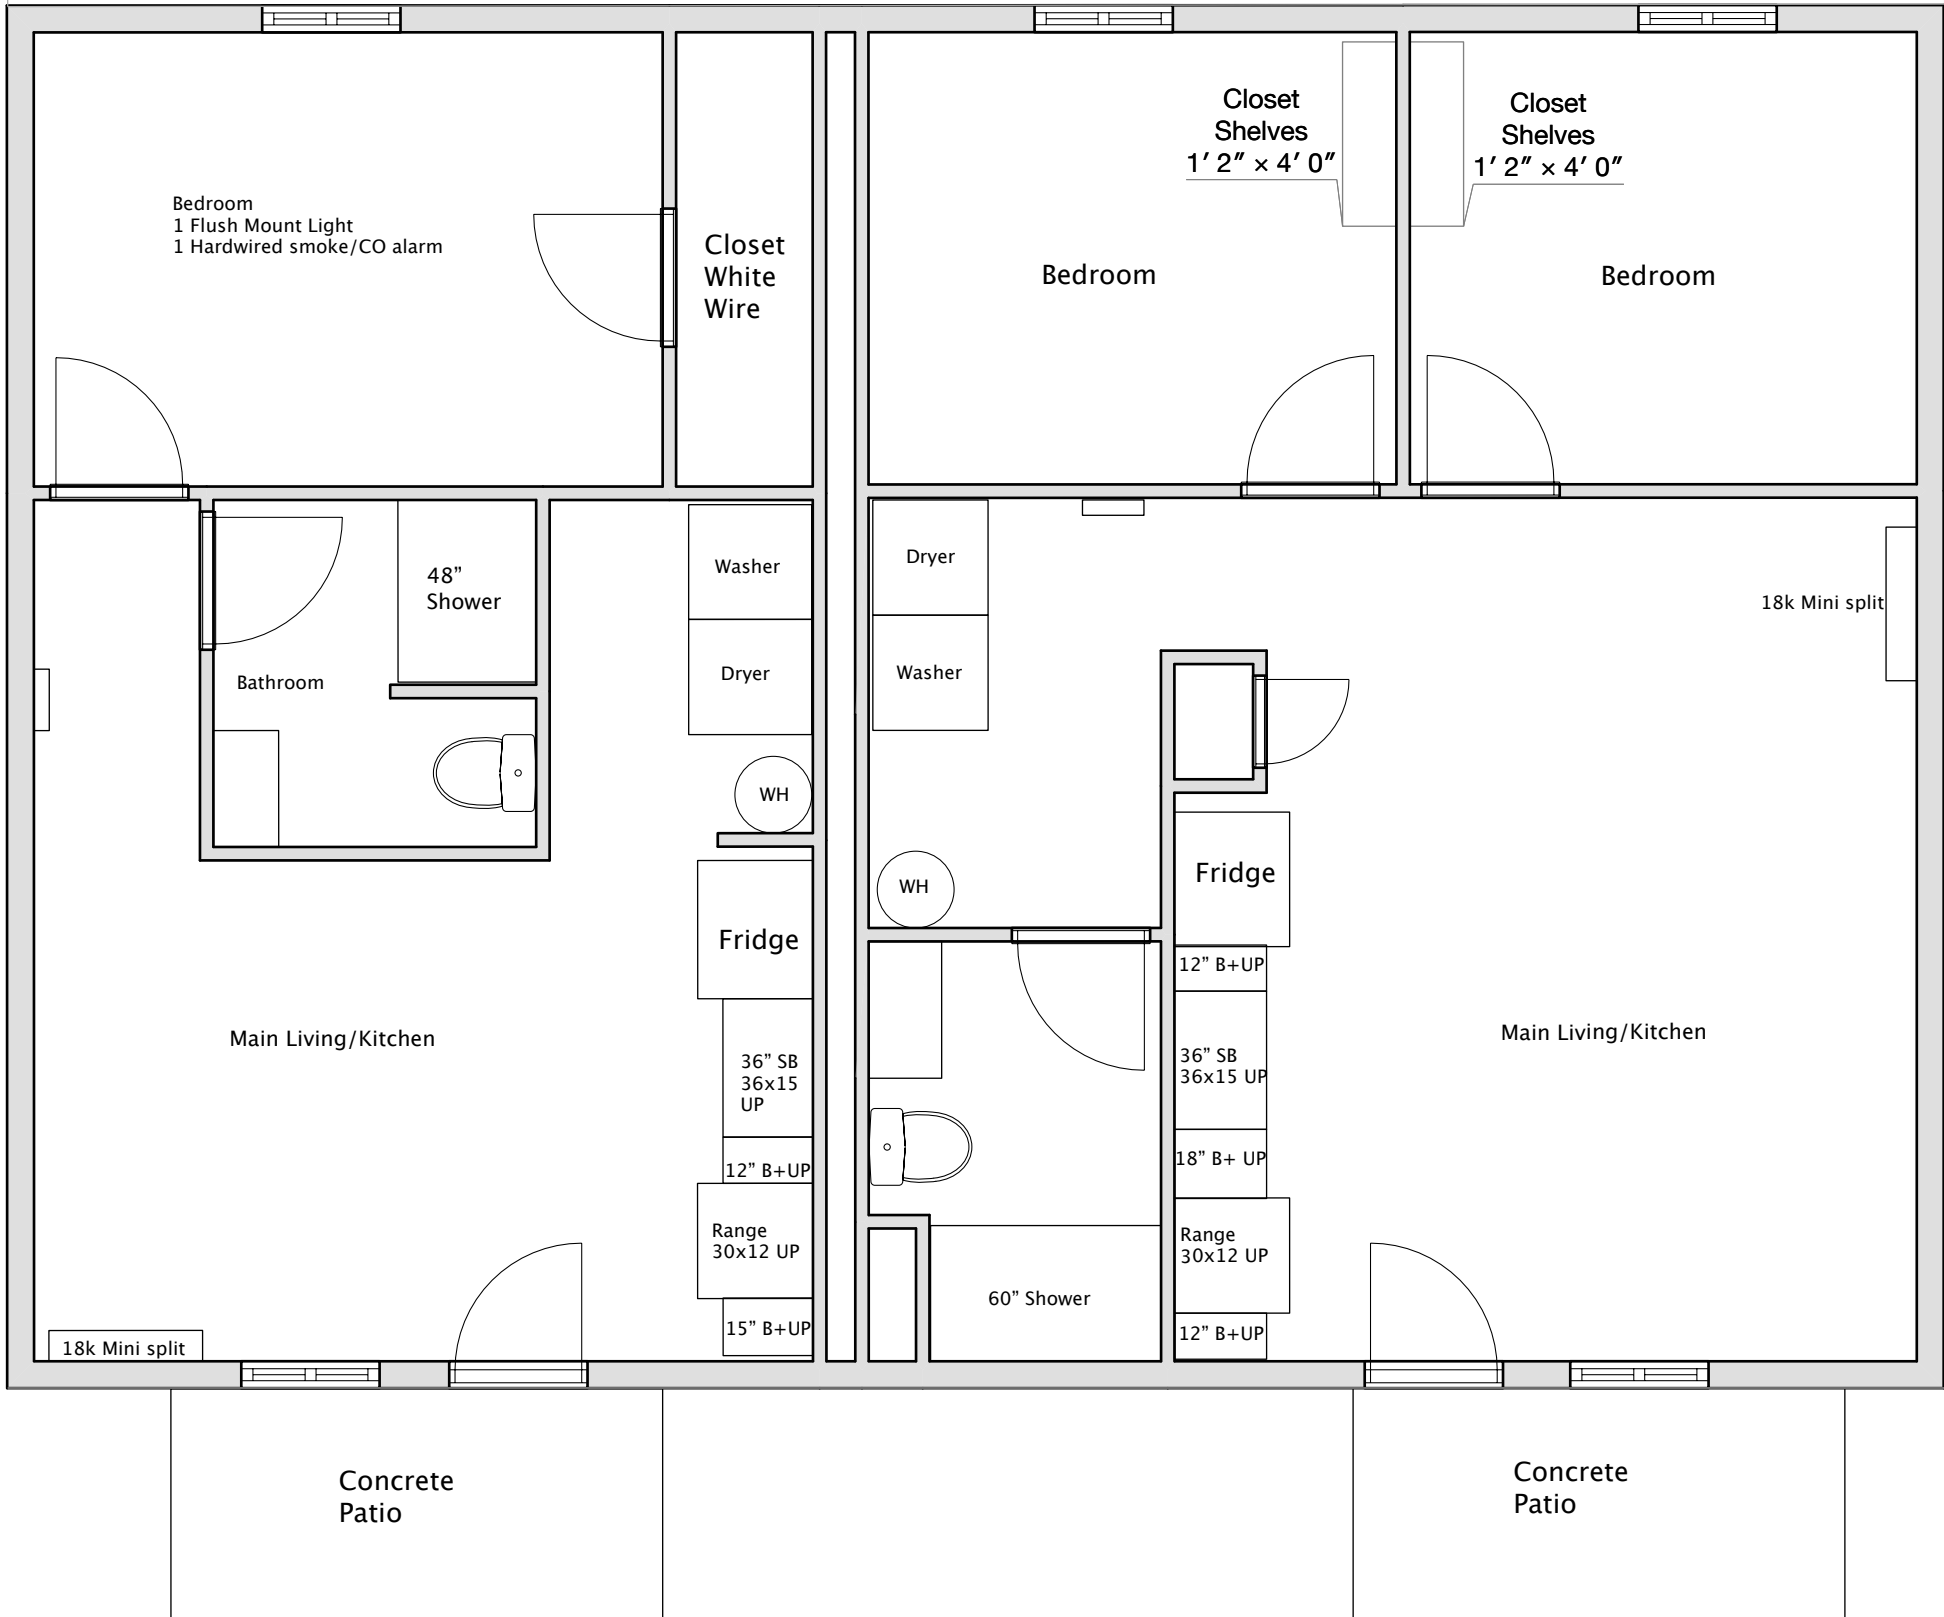 Closet
Shelves
1′ 2″ × 4′ 0″
Closet
Shelves
1′ 2″ × 4′ 0″
Bedroom
1 Flush Mount Light
1 Hardwired smoke/CO alarm
Closet
White
Wire
Bedroom
Bedroom
48”
Shower
Washer
Dryer
18k Mini split
Bathroom
Dryer
Washer
WH
WH
Fridge
Fridge
12” B+UP
Main Living/Kitchen
36” SB
36x15
UP
36” SB
36x15 UP
Main Living/Kitchen
12” B+UP
18” B+ UP
Range
30x12 UP
Range
30x12 UP
60” Shower
15” B+UP
12” B+UP
18k Mini split
Concrete
Patio
Concrete
Patio